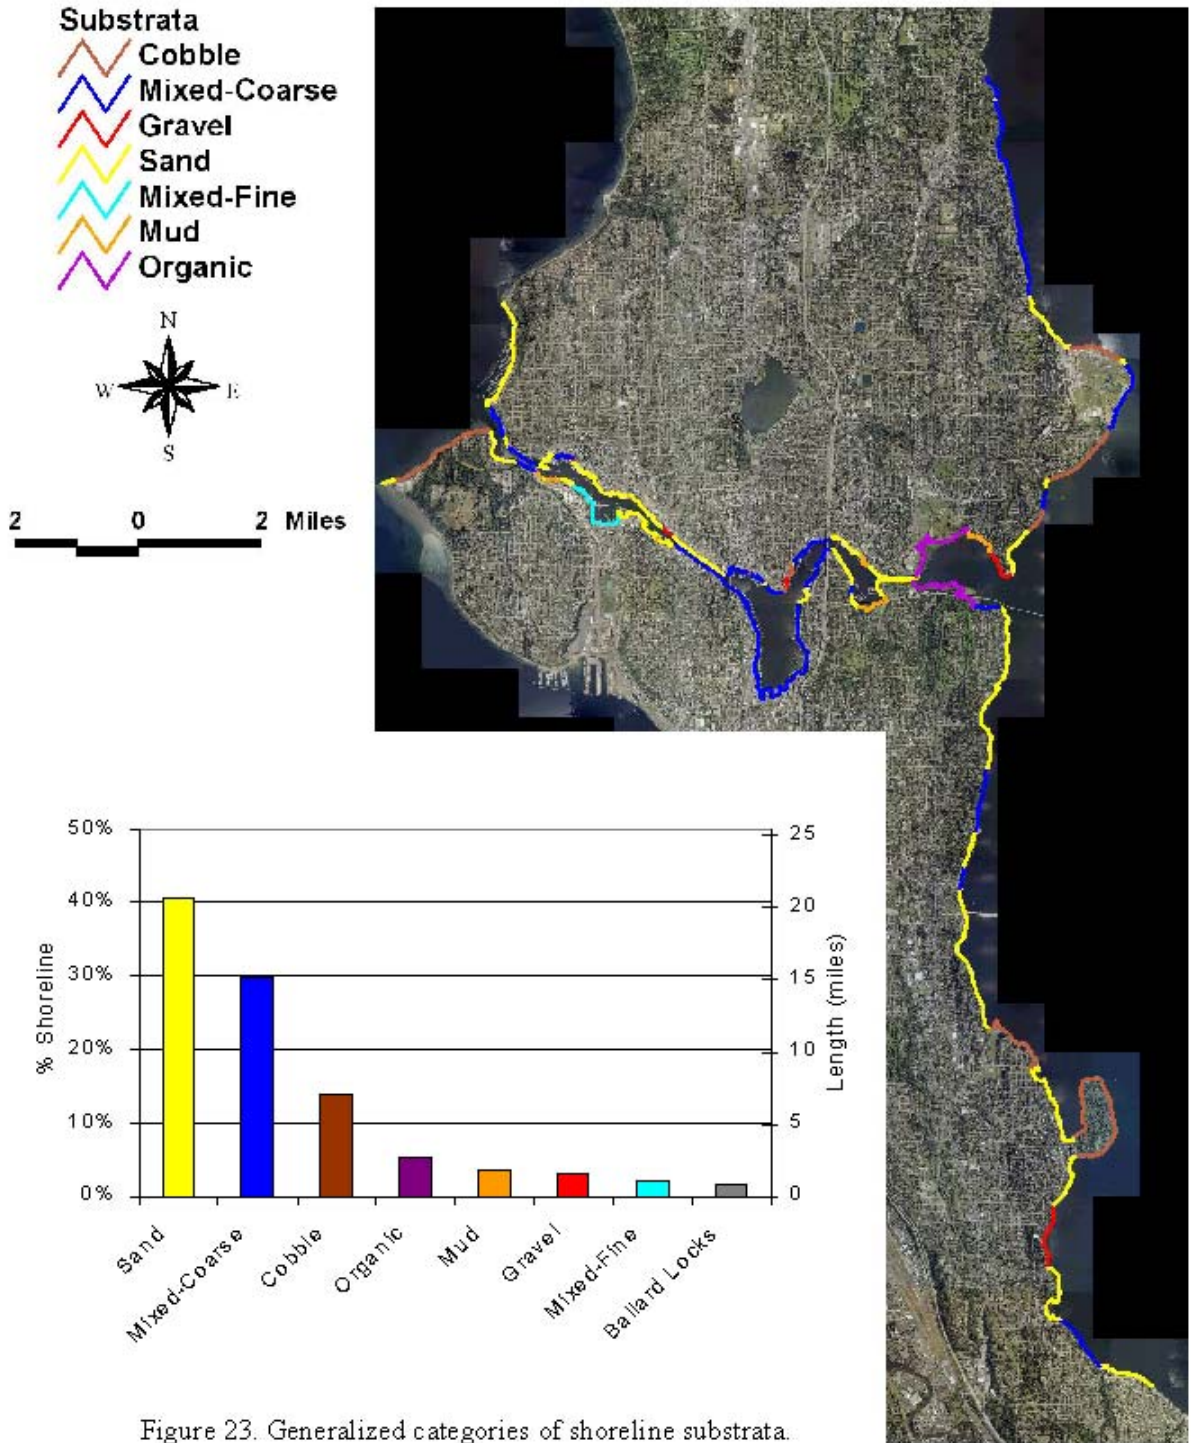 Substrata
Cobble
Mixed-Coarse
Gravel
Sand
Mixed-Fine
Mud
Organic
N
W E
S
2 0 2 Miles
50%
40%
30%
20%
10%
0%
% Shoreline
25
20
15
10
5
0
Length (miles)
Sand
Mixed-Coarse
Cobble
Organic
Mud
Gravel
Mixed-Fine
Ballard Locks
Figure 23. Generalized categories of shoreline substrata.